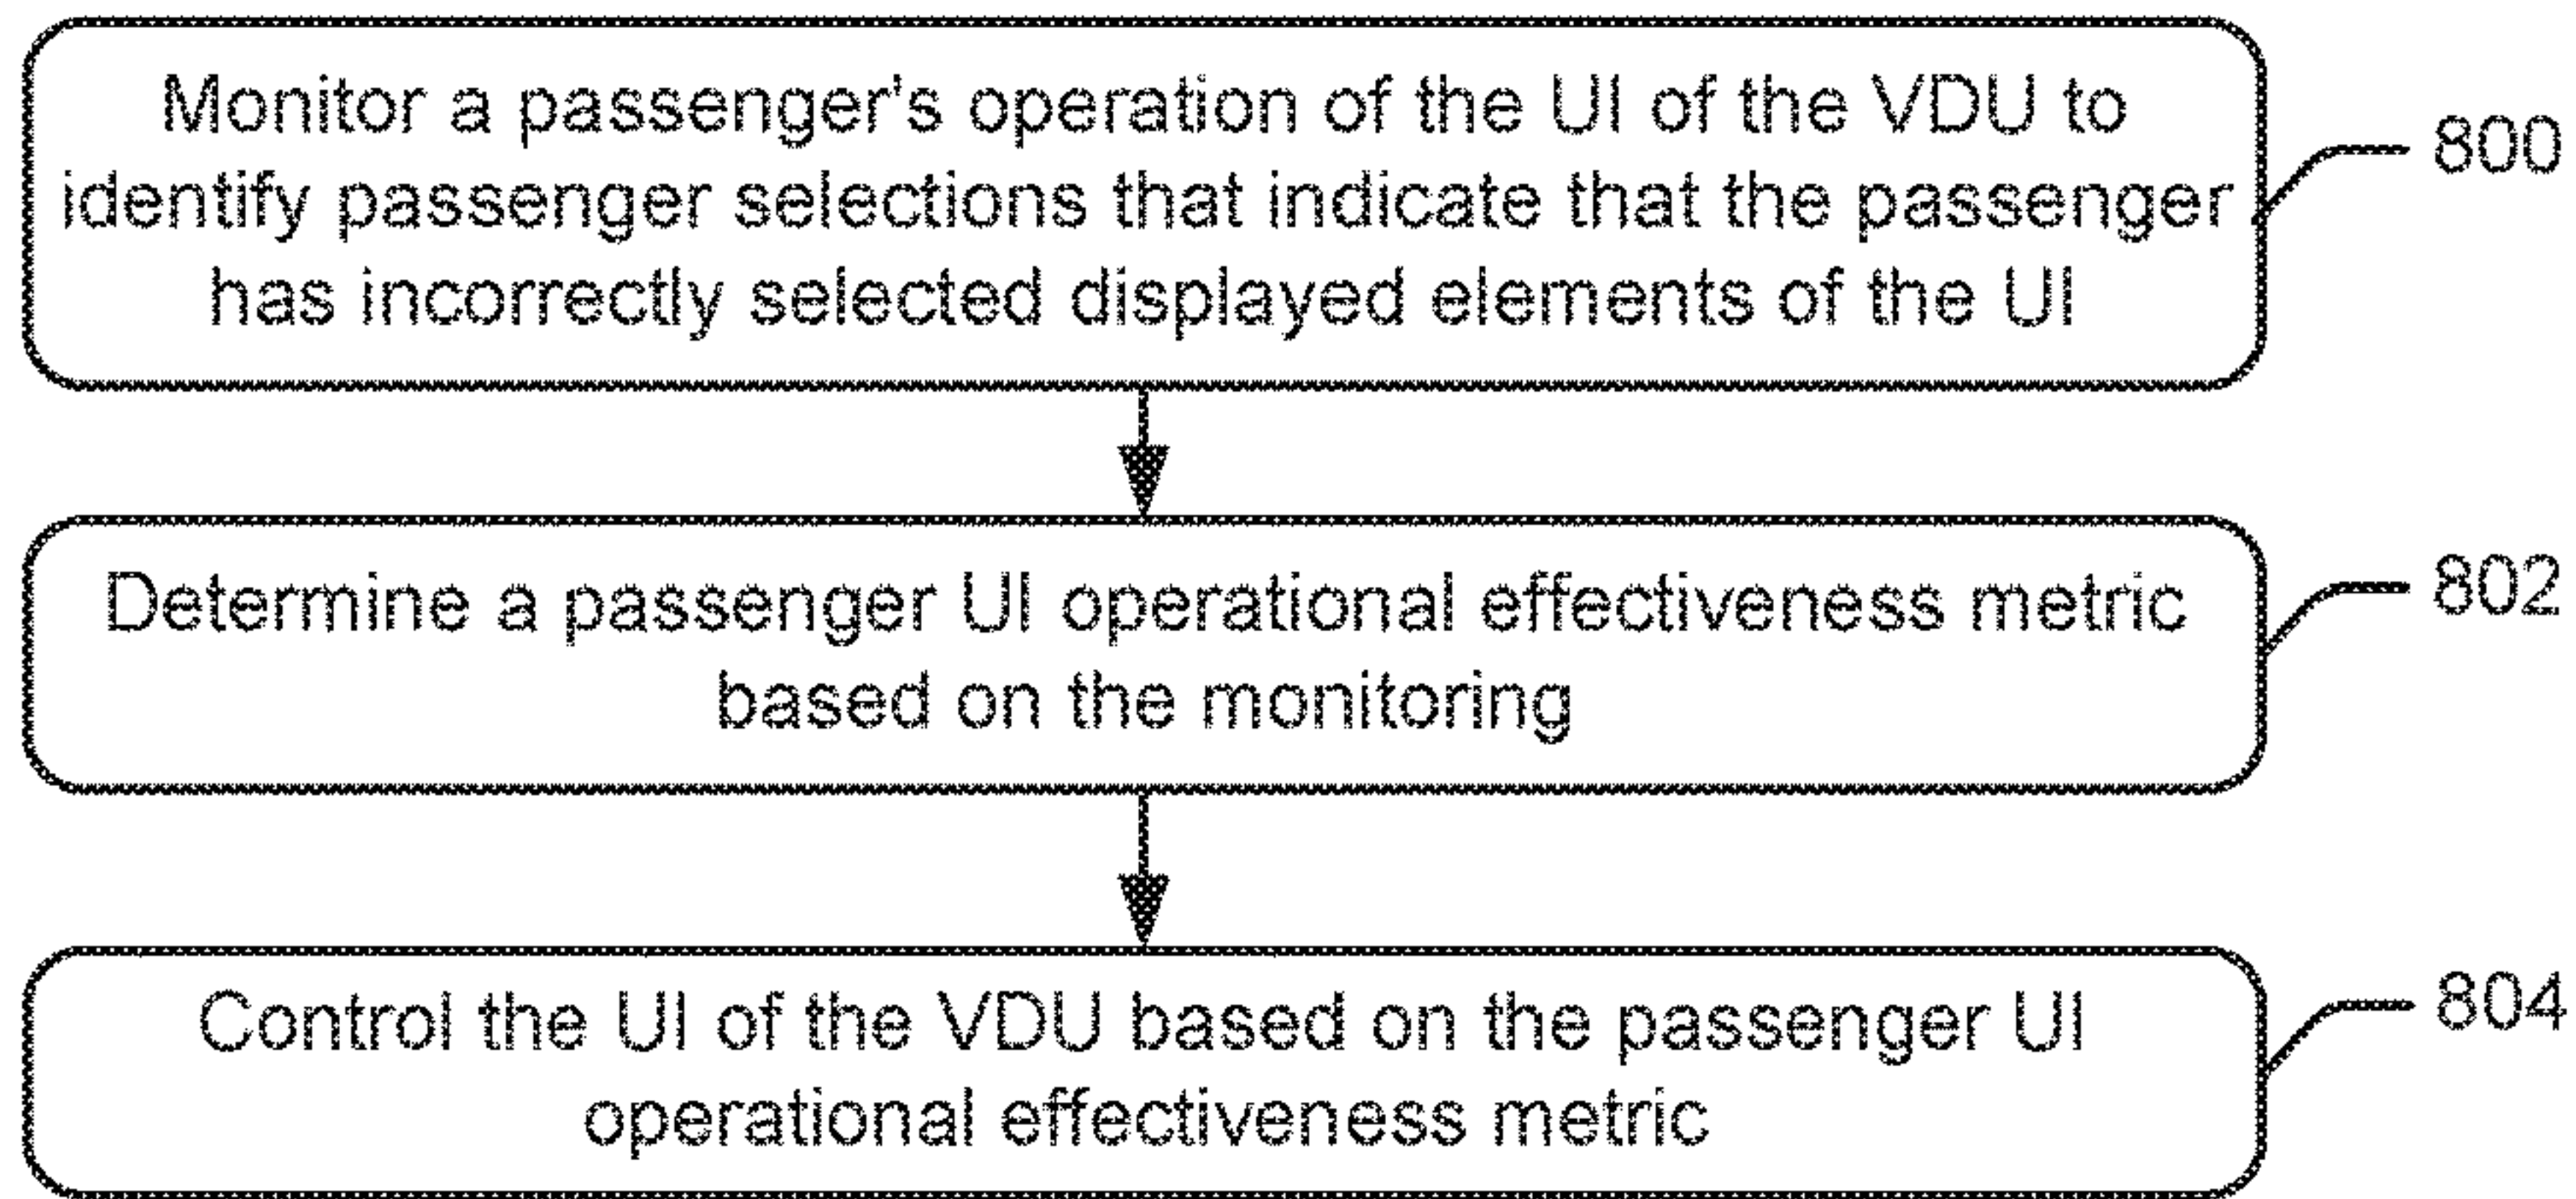 Monitor a passenger's operation of the UI of the VDU to
identify passenger selections that indicate that the passenger
has incorrectly selected displayed elements of the UI
800
Determine a passenger UI operational effectiveness metric
based on the monitoring
802
Control the UI of the VDU based on the passenger UI
operational effectiveness metric
804